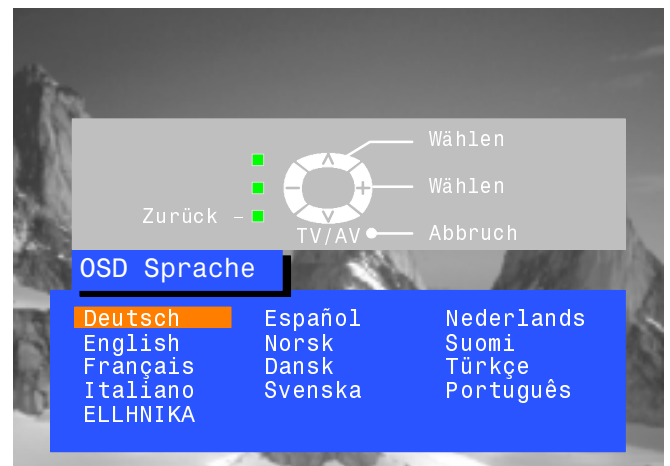 Wählen
Wählen
Zurück –
TV/AV
Abbruch
OSD Sprache
Deutsch Español Nederlands
English Norsk Suomi
Français Dansk Türkçe
Italiano Svenska Português
ELLHNIKA